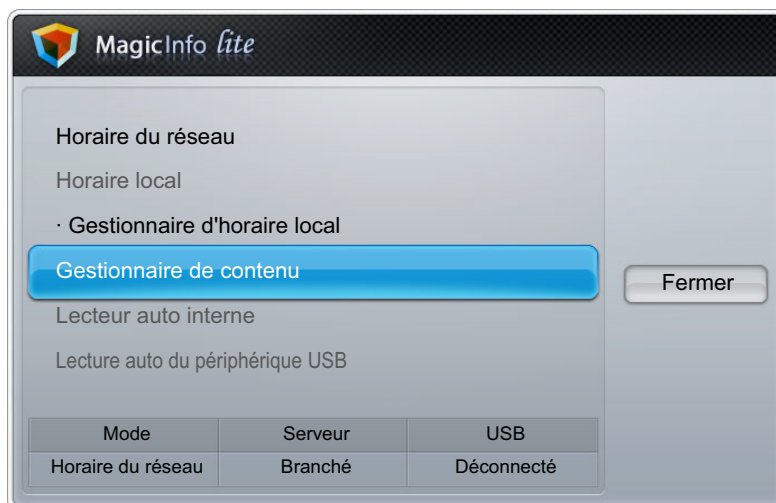 MagicInfo lite
Horaire du réseau
Horaire local
· Gestionnaire d'horaire local
Gestionnaire de contenu
Lecteur auto interne
Lecture auto du périphérique USB
Fermer
Mode Serveur USB
Horaire du réseau Branché Déconnecté